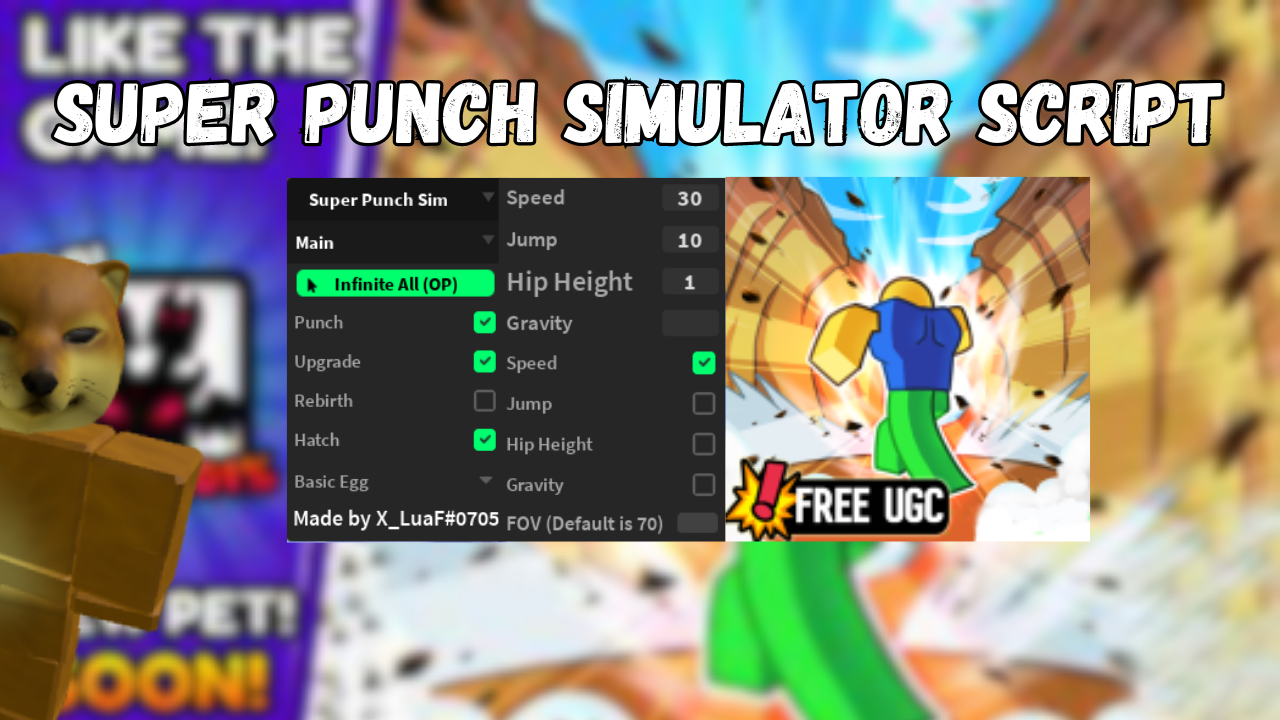 LIKE THE
GAME!
SUPER PUNCH SIMULATOR SCRIPT
Super Punch Sim
Main
Infinite All (OP)
Punch
Upgrade
Rebirth
Hatch
Basic Egg
Made by X_LuaF#0705
Speed 30
Jump 10
Hip Height 1
Gravity
Speed
Jump
Hip Height
Gravity
FOV (Default is 70)
FREE UGC
PET!
SOON!